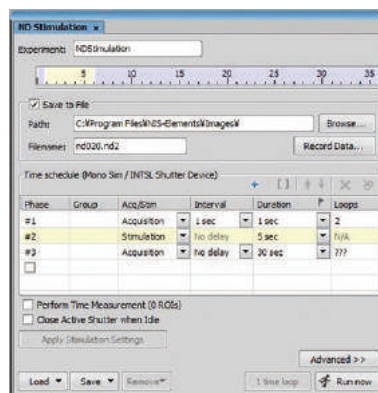 ND Stimulation x
Experiment: NDStimulation
5 10 15 20 25 30 35
Save to File
Path: C:¥Program Files¥NIS-Elements¥Images¥ Browse...
Filename: nd020.nd2 Record Data...
Time schedule (Mono Sim / INTSL Shutter Device)
Phase Group Acq/Stim Interval Duration Loops
#1 Acquisition 1 sec 1 sec 2
#2 Stimulation No delay 5 sec N/A
#3 Acquisition No delay 30 sec ???
Perform Time Measurement (0 ROIs)
Close Active Shutter when Idle
Apply Stimulation Settings
Advanced >>
Load Save Remove 1 time loop Run now